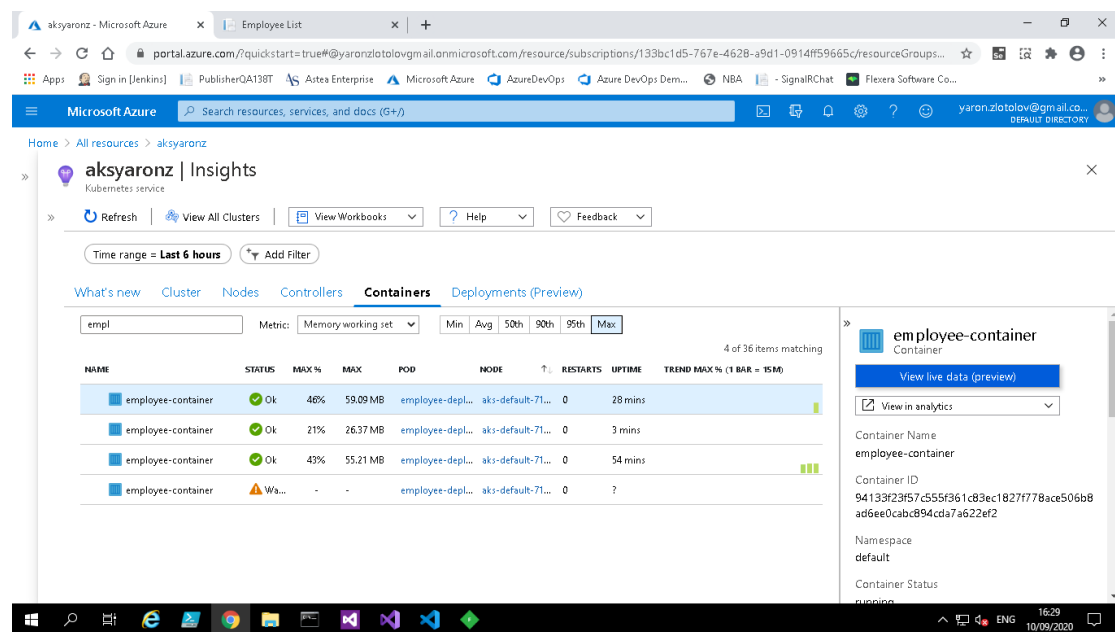 aksyaronz - Microsoft Azure
Employee List
portal.azure.com/?quickstart=true#@yaronzlotolovgmail.onmicrosoft.com/resource/subscriptions/133bc1d5-767e-4628-a9d1-0914ff59665c/resourceGroups...
Apps Sign in [Jenkins] PublisherQA138T Astea Enterprise Microsoft Azure AzureDevOps Azure DevOps Dem... NBA - SignalRChat Flexera Software Co... »
Microsoft Azure Search resources, services, and docs (G+/) yaron.zlotolov@gmail.co...
DEFAULT DIRECTORY
Home > All resources > aksyaronz
aksyaronz | Insights
Kubernetes service
Refresh View All Clusters View Workbooks Help Feedback
Time range = Last 6 hours Add Filter
What's new Cluster Nodes Controllers Containers Deployments (Preview)
empl Metric: Memory working set Min Avg 50th 90th 95th Max
4 of 36 items matching
NAME STATUS MAX % MAX POD NODE RESTARTS UPTIME TREND MAX % (1 BAR = 15M)
employee-container Ok 46% 59.09 MB employee-depl... aks-default-71... 0 28 mins
employee-container Ok 21% 26.37 MB employee-depl... aks-default-71... 0 3 mins
employee-container Ok 43% 55.21 MB employee-depl... aks-default-71... 0 54 mins
employee-container Wa... - - employee-depl... aks-default-71... 0 ?
employee-container
Container
View live data (preview)
View in analytics
Container Name
employee-container
Container ID
94133f23f57c555f361c83ec1827f778ace506b8
ad6ee0cabc894cda7a622ef2
Namespace
default
Container Status
running
ENG 16:29
10/09/2020